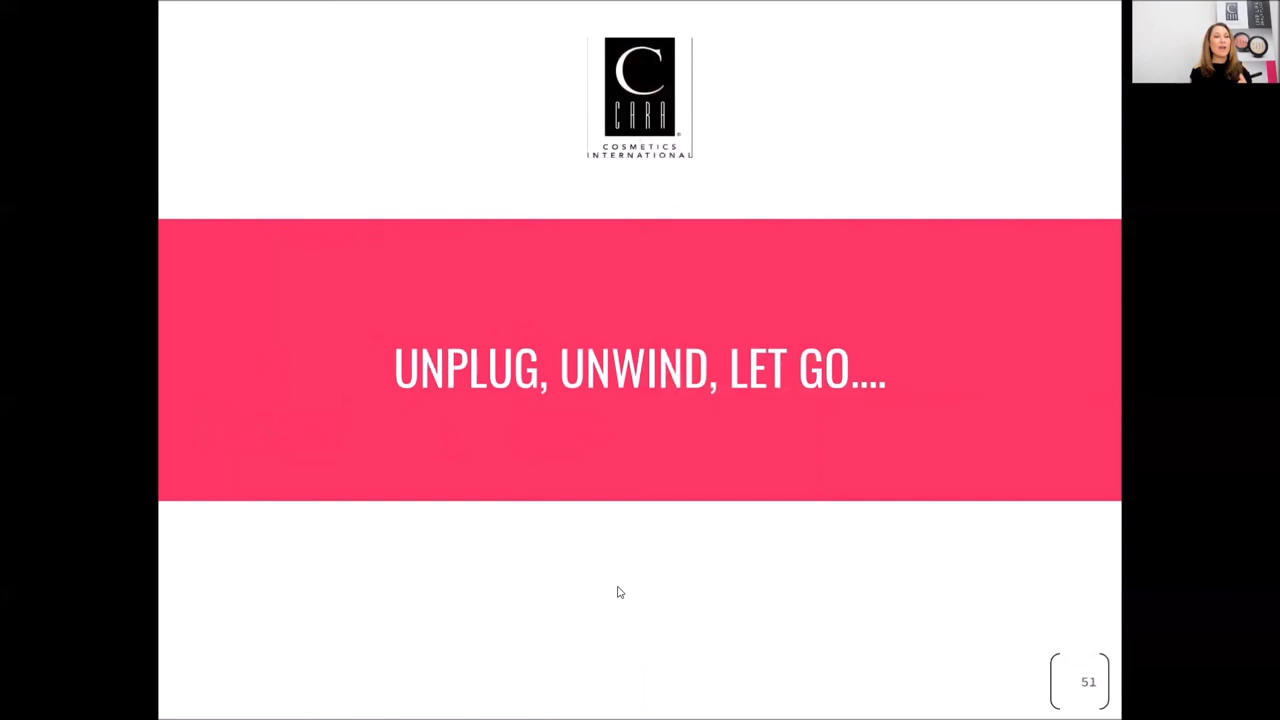 C
CARA
®
COSMETICS
INTERNATIONAL
UNPLUG, UNWIND, LET GO....
51